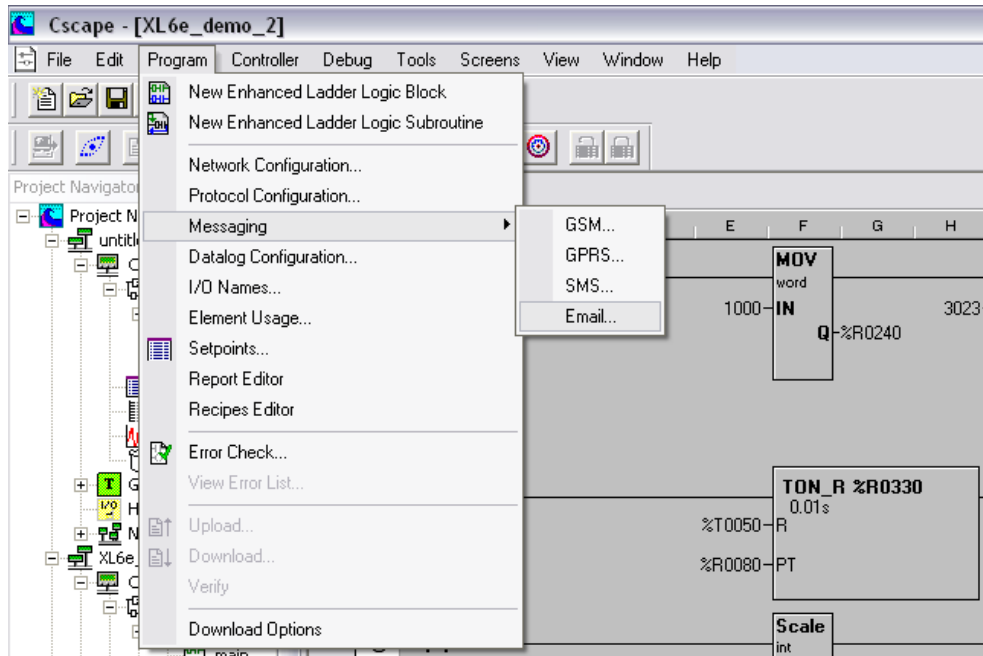 Cscape - [XL6e_demo_2]
File Edit Program Controller Debug Tools Screens View Window Help
New Enhanced Ladder Logic Block
New Enhanced Ladder Logic Subroutine
Network Configuration...
Protocol Configuration...
Messaging
Datalog Configuration...
I/O Names...
Element Usage...
Setpoints...
Report Editor
Recipes Editor
Error Check...
View Error List...
Upload...
Download...
Verify
Download Options
GSM...
GPRS...
SMS...
Email...
Project Navigato
Project N
untitl
C
T G
I/O H
N
XL6e_
C
main
E F G H
MOV
word
1000 IN
3023
Q %R0240
TON_R %R0330
0.01s
%T0050 R
%R0080 PT
Scale
int